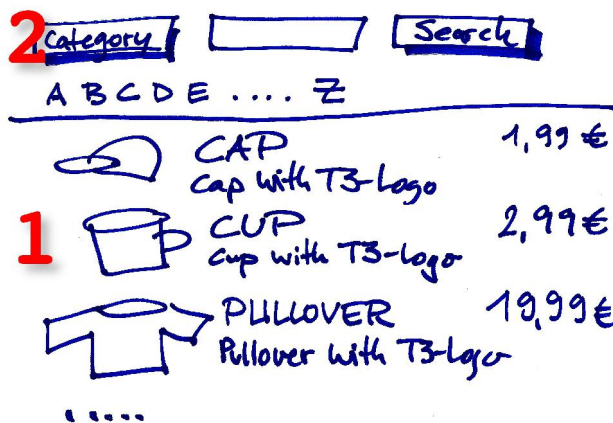 2 Category Search
A B C D E .... Z
CAP 1,99 €
cap with T3-Logo
1 CUP 2,99 €
cup with T3-logo
PULLOVER 19,99 €
Pullover with T3-Logo
.....